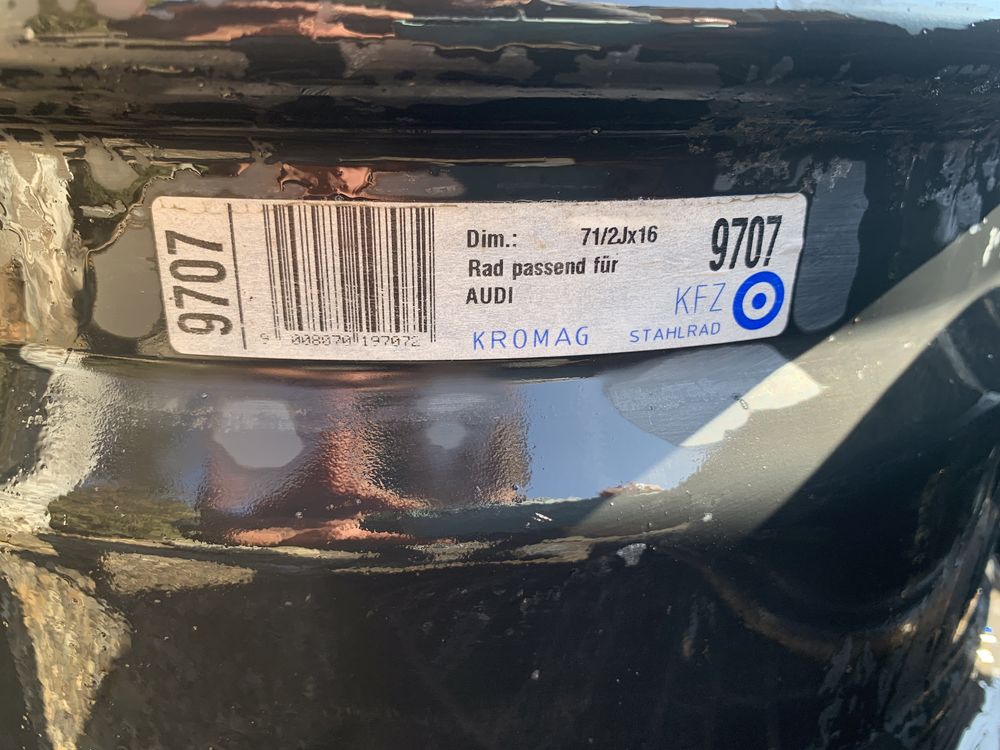 9707
9 008070 197072
Dim.: 71/2Jx16
Rad passend für
AUDI
KROMAG
9707
KFZ
STAHLRAD